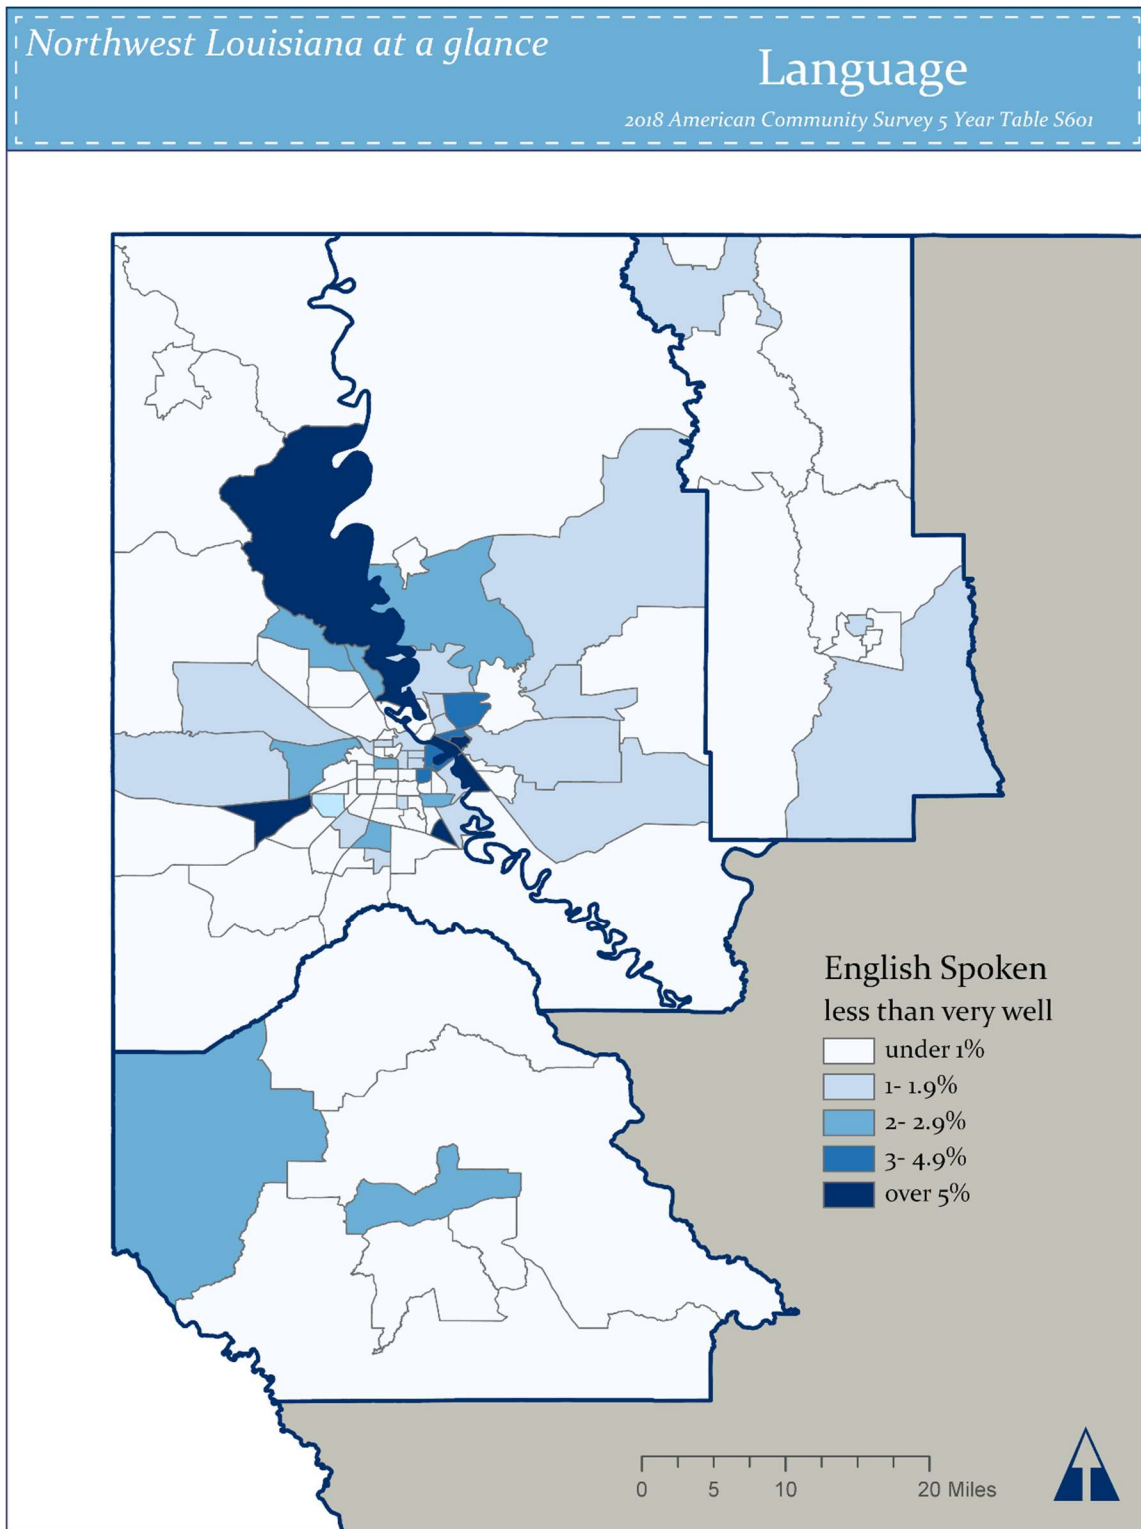 Northwest Louisiana at a glance
Language
2018 American Community Survey 5 Year Table S601
English Spoken
less than very well
under 1%
1- 1.9%
2- 2.9%
3- 4.9%
over 5%
0 5 10 20 Miles